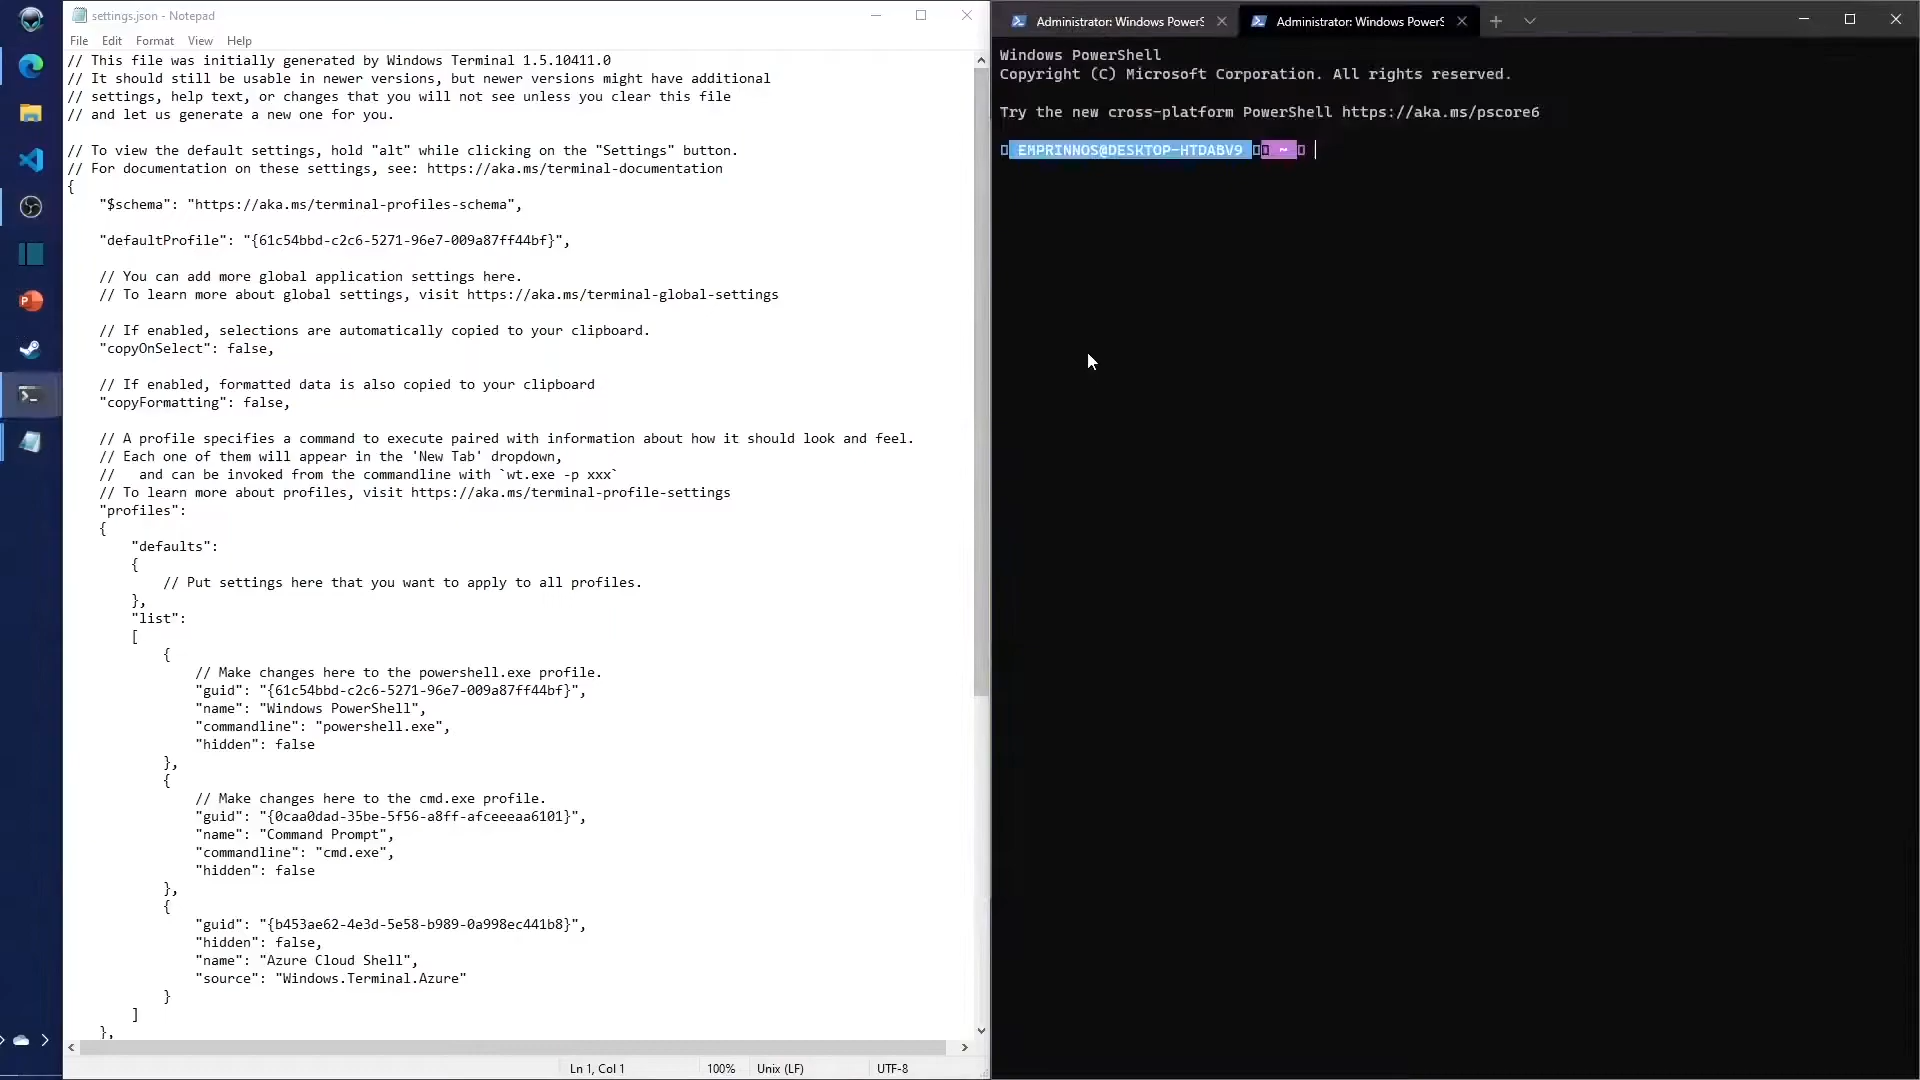 settings.json - Notepad
File Edit Format View Help
// This file was initially generated by Windows Terminal 1.5.10411.0
// It should still be usable in newer versions, but newer versions might have additional
// settings, help text, or changes that you will not see unless you clear this file
// and let us generate a new one for you.
// To view the default settings, hold "alt" while clicking on the "Settings" button.
// For documentation on these settings, see: https://aka.ms/terminal-documentation
{
"$schema": "https://aka.ms/terminal-profiles-schema",
"defaultProfile": "{61c54bbd-c2c6-5271-96e7-009a87ff44bf}",
// You can add more global application settings here.
// To learn more about global settings, visit https://aka.ms/terminal-global-settings
// If enabled, selections are automatically copied to your clipboard.
"copyOnSelect": false,
// If enabled, formatted data is also copied to your clipboard
"copyFormatting": false,
// A profile specifies a command to execute paired with information about how it should look and feel.
// Each one of them will appear in the 'New Tab' dropdown,
//   and can be invoked from the commandline with `wt.exe -p xxx`
// To learn more about profiles, visit https://aka.ms/terminal-profile-settings
"profiles":
{
"defaults":
{
// Put settings here that you want to apply to all profiles.
},
"list":
[
{
// Make changes here to the powershell.exe profile.
"guid": "{61c54bbd-c2c6-5271-96e7-009a87ff44bf}",
"name": "Windows PowerShell",
"commandline": "powershell.exe",
"hidden": false
},
{
// Make changes here to the cmd.exe profile.
"guid": "{0caa0dad-35be-5f56-a8ff-afceeeaa6101}",
"name": "Command Prompt",
"commandline": "cmd.exe",
"hidden": false
},
{
"guid": "{b453ae62-4e3d-5e58-b989-0a998ec441b8}",
"hidden": false,
"name": "Azure Cloud Shell",
"source": "Windows.Terminal.Azure"
}
]
},
Ln 1, Col 1 100% Unix (LF) UTF-8
Administrator: Windows PowerS Administrator: Windows PowerS
Windows PowerShell
Copyright (C) Microsoft Corporation. All rights reserved.
Try the new cross-platform PowerShell https://aka.ms/pscore6
EMPRINNOS@DESKTOP-HTDABV9 ~